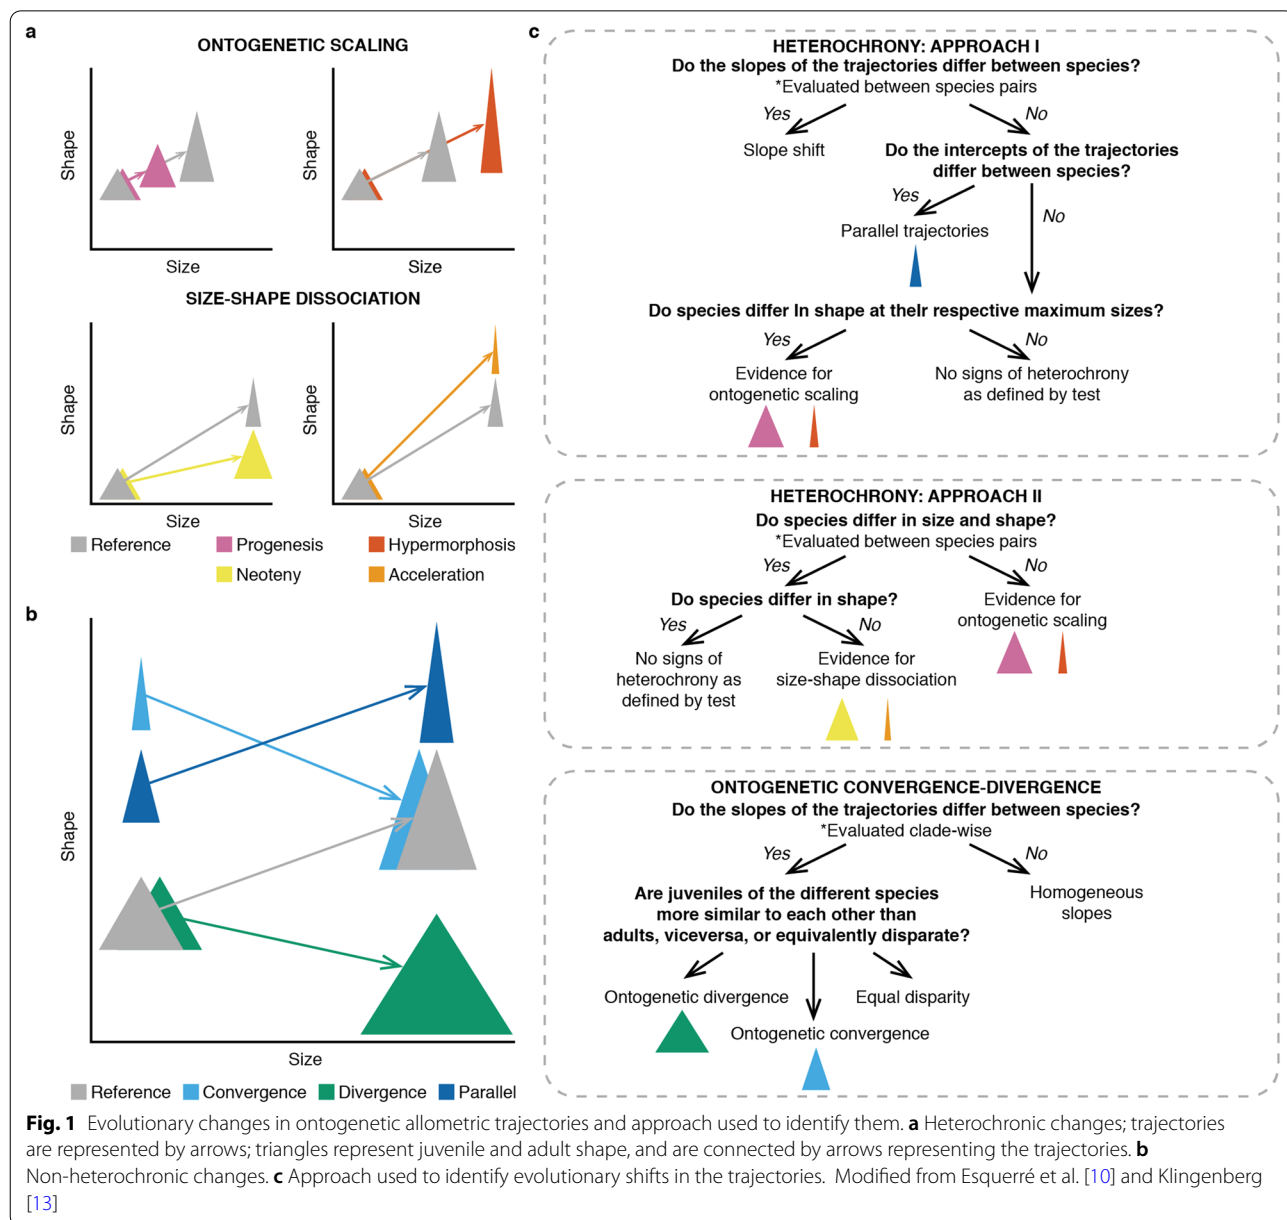 a
ONTOGENETIC SCALING
Shape
Size
Shape
Size
SIZE-SHAPE DISSOCIATION
Shape
Size
Shape
Size
Reference
Progenesis
Hypermorphosis
Neoteny
Acceleration
b
Shape
Size
Reference
Convergence
Divergence
Parallel
c
HETEROCHRONY: APPROACH I
Do the slopes of the trajectories differ between species?
*Evaluated between species pairs
Yes
No
Slope shift
Do the intercepts of the trajectories
differ between species?
Yes
No
Parallel trajectories
Do species differ In shape at theIr respective maximum sizes?
Yes
No
Evidence for
ontogenetic scaling
No signs of heterochrony
as defined by test
HETEROCHRONY: APPROACH II
Do species differ in size and shape?
*Evaluated between species pairs
Yes
No
Do species differ in shape?
Evidence for
ontogenetic scaling
Yes
No
No signs of
heterochrony as
defined by test
Evidence for
size-shape dissociation
ONTOGENETIC CONVERGENCE-DIVERGENCE
Do the slopes of the trajectories differ between species?
*Evaluated clade-wise
Yes
No
Are juveniles of the different species
more similar to each other than
adults, viceversa, or equivalently disparate?
Homogeneous
slopes
Ontogenetic divergence
Equal disparity
Ontogenetic convergence
Fig. 1 Evolutionary changes in ontogenetic allometric trajectories and approach used to identify them. a Heterochronic changes; trajectories
are represented by arrows; triangles represent juvenile and adult shape, and are connected by arrows representing the trajectories. b
Non-heterochronic changes. c Approach used to identify evolutionary shifts in the trajectories. Modified from Esquerré et al. [10] and Klingenberg
[13]